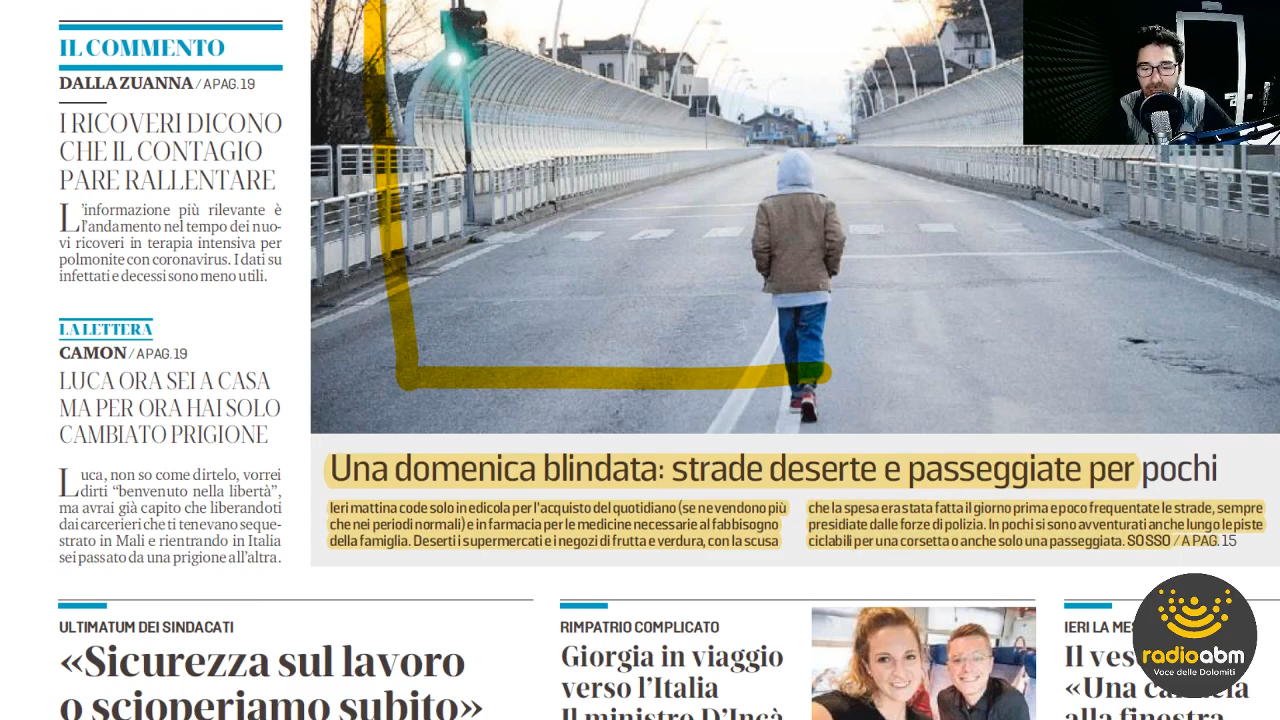 IL COMMENTO
DALLA ZUANNA / A PAG. 19
I RICOVERI DICONO
CHE IL CONTAGIO
PARE RALLENTARE
L'informazione più rilevante è
l'andamento nel tempo dei nuo-
vi ricoveri in terapia intensiva per
polmonite con coronavirus. I dati su
infettati e decessi sono meno utili.
LA LETTERA
CAMON / A PAG. 19
LUCA ORA SEI A CASA
MA PER ORA HAI SOLO
CAMBIATO PRIGIONE
Luca, non so come dirtelo, vorrei
dirti “benvenuto nella libertà”,
ma avrai già capito che liberandoti
dai carcerieri che ti tenevano seque-
strato in Mali e rientrando in Italia
sei passato da una prigione all’altra.
Una domenica blindata: strade deserte e passeggiate per pochi
Ieri mattina code solo in edicola per l'acquisto del quotidiano (se ne vendono più
che nei periodi normali) e in farmacia per le medicine necessarie al fabbisogno
della famiglia. Deserti i supermercati e i negozi di frutta e verdura, con la scusa
che la spesa era stata fatta il giorno prima e poco frequentate le strade, sempre
presidiate dalle forze di polizia. In pochi si sono avventurati anche lungo le piste
ciclabili per una corsetta o anche solo una passeggiata. SOSSO / A PAG. 15
ULTIMATUM DEI SINDACATI
«Sicurezza sul lavoro
o scioperiamo subito»
RIMPATRIO COMPLICATO
Giorgia in viaggio
verso l’Italia
Il ministro D’Incà
IERI LA
Il
«Una
alla finestra
radioabm
Voce delle Dolomiti